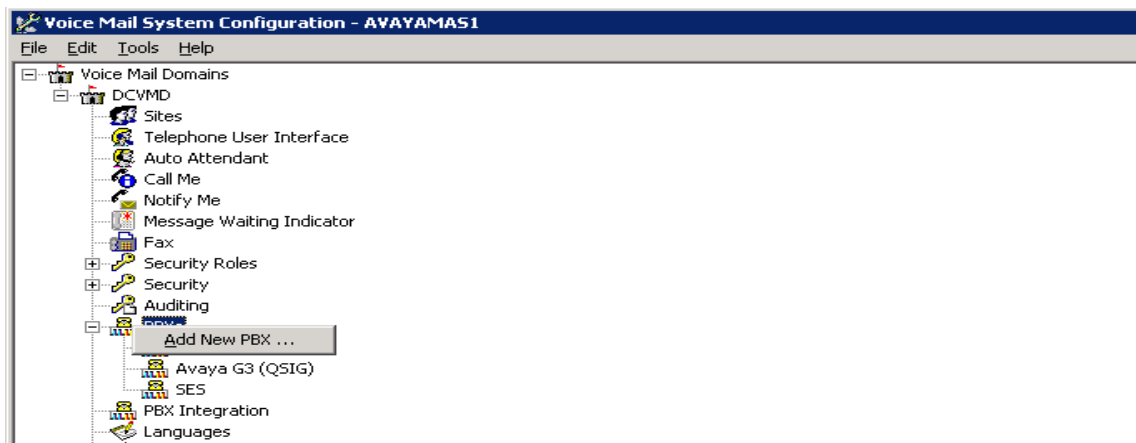 Voice Mail System Configuration - AVAYAMAS1
File Edit Tools Help
Voice Mail Domains
DCVMD
Sites
Telephone User Interface
Auto Attendant
Call Me
Notify Me
Message Waiting Indicator
Fax
Security Roles
Security
Auditing
Add New PBX ...
Avaya G3 (QSIG)
SES
PBX Integration
Languages